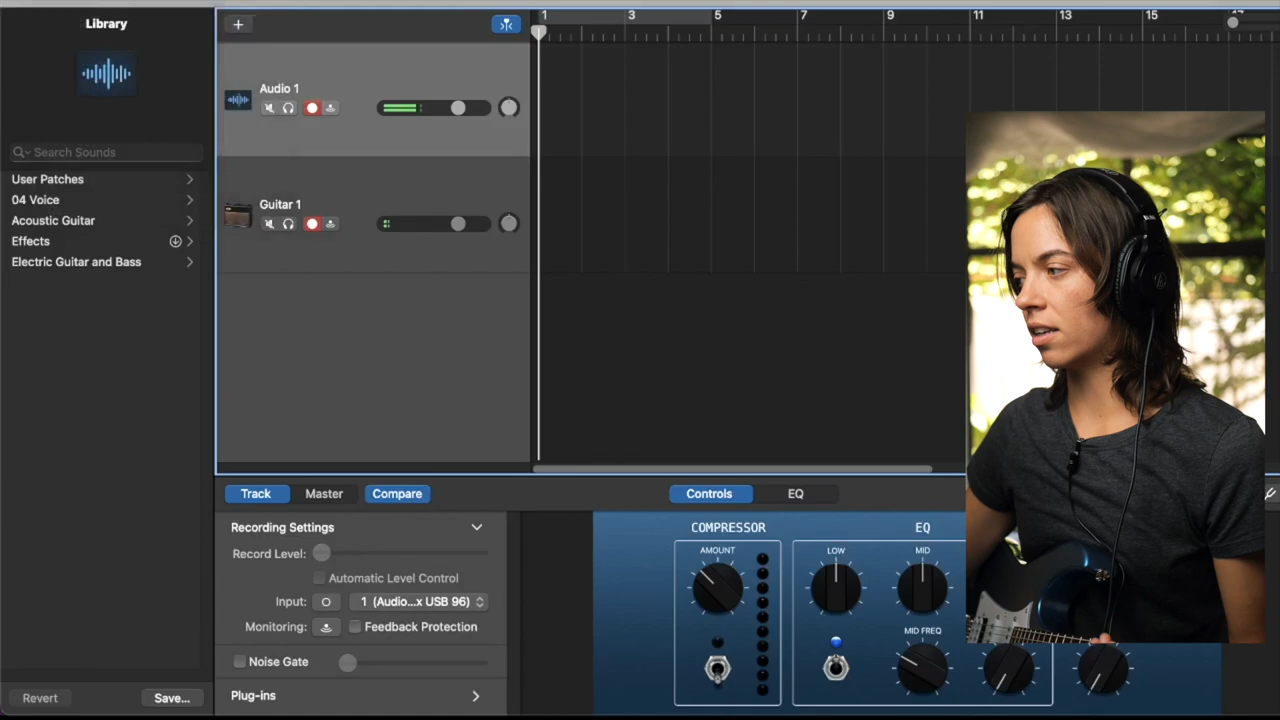 Library
Search Sounds
User Patches
04 Voice
Acoustic Guitar
Effects
Electric Guitar and Bass
Revert
Save...
1 3 5 7 9 11 13 15
Audio 1
Guitar 1
Track Master Compare
Controls EQ
Recording Settings
Record Level:
Automatic Level Control
Input: 1 (Audio...x USB 96)
Monitoring: Feedback Protection
Noise Gate
Plug-ins
COMPRESSOR
AMOUNT
EQ
LOW MID
MID FREQ